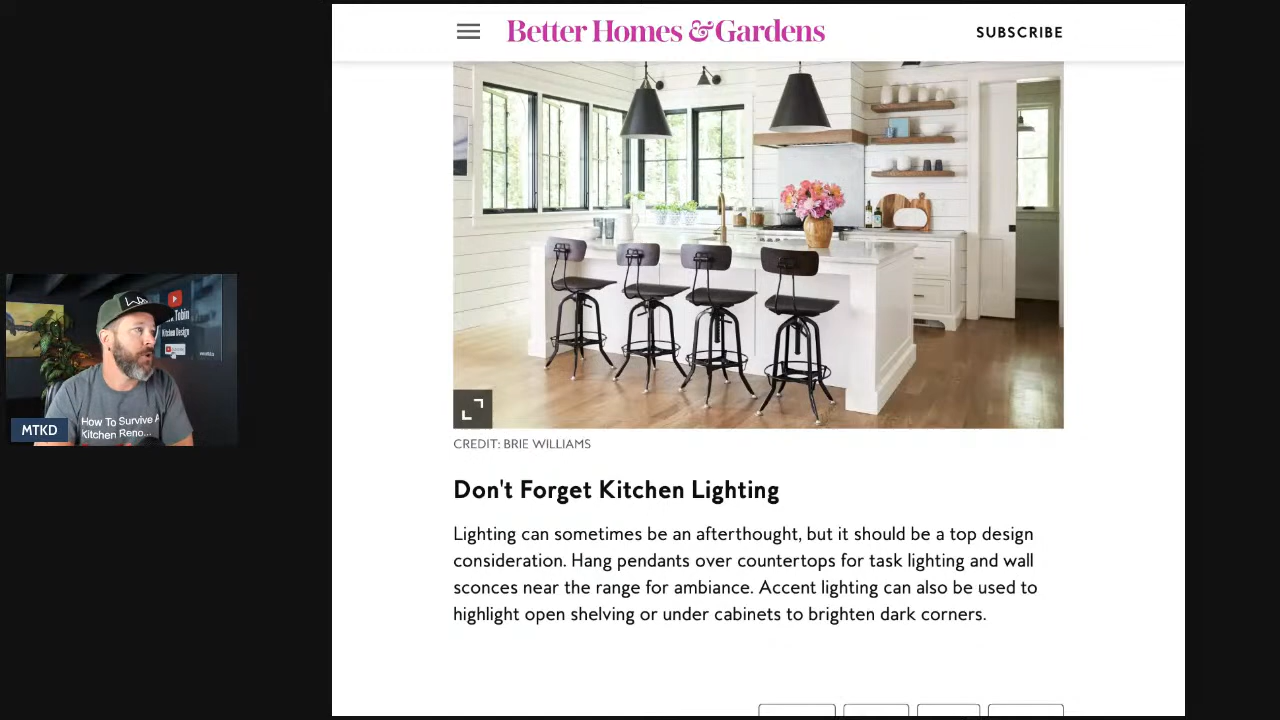 Better Homes & Gardens
SUBSCRIBE
Tobin
Kitchen Design
How To Survive A
Kitchen Reno...
MTKD
CREDIT: BRIE WILLIAMS
Don't Forget Kitchen Lighting
Lighting can sometimes be an afterthought, but it should be a top design
consideration. Hang pendants over countertops for task lighting and wall
sconces near the range for ambiance. Accent lighting can also be used to
highlight open shelving or under cabinets to brighten dark corners.